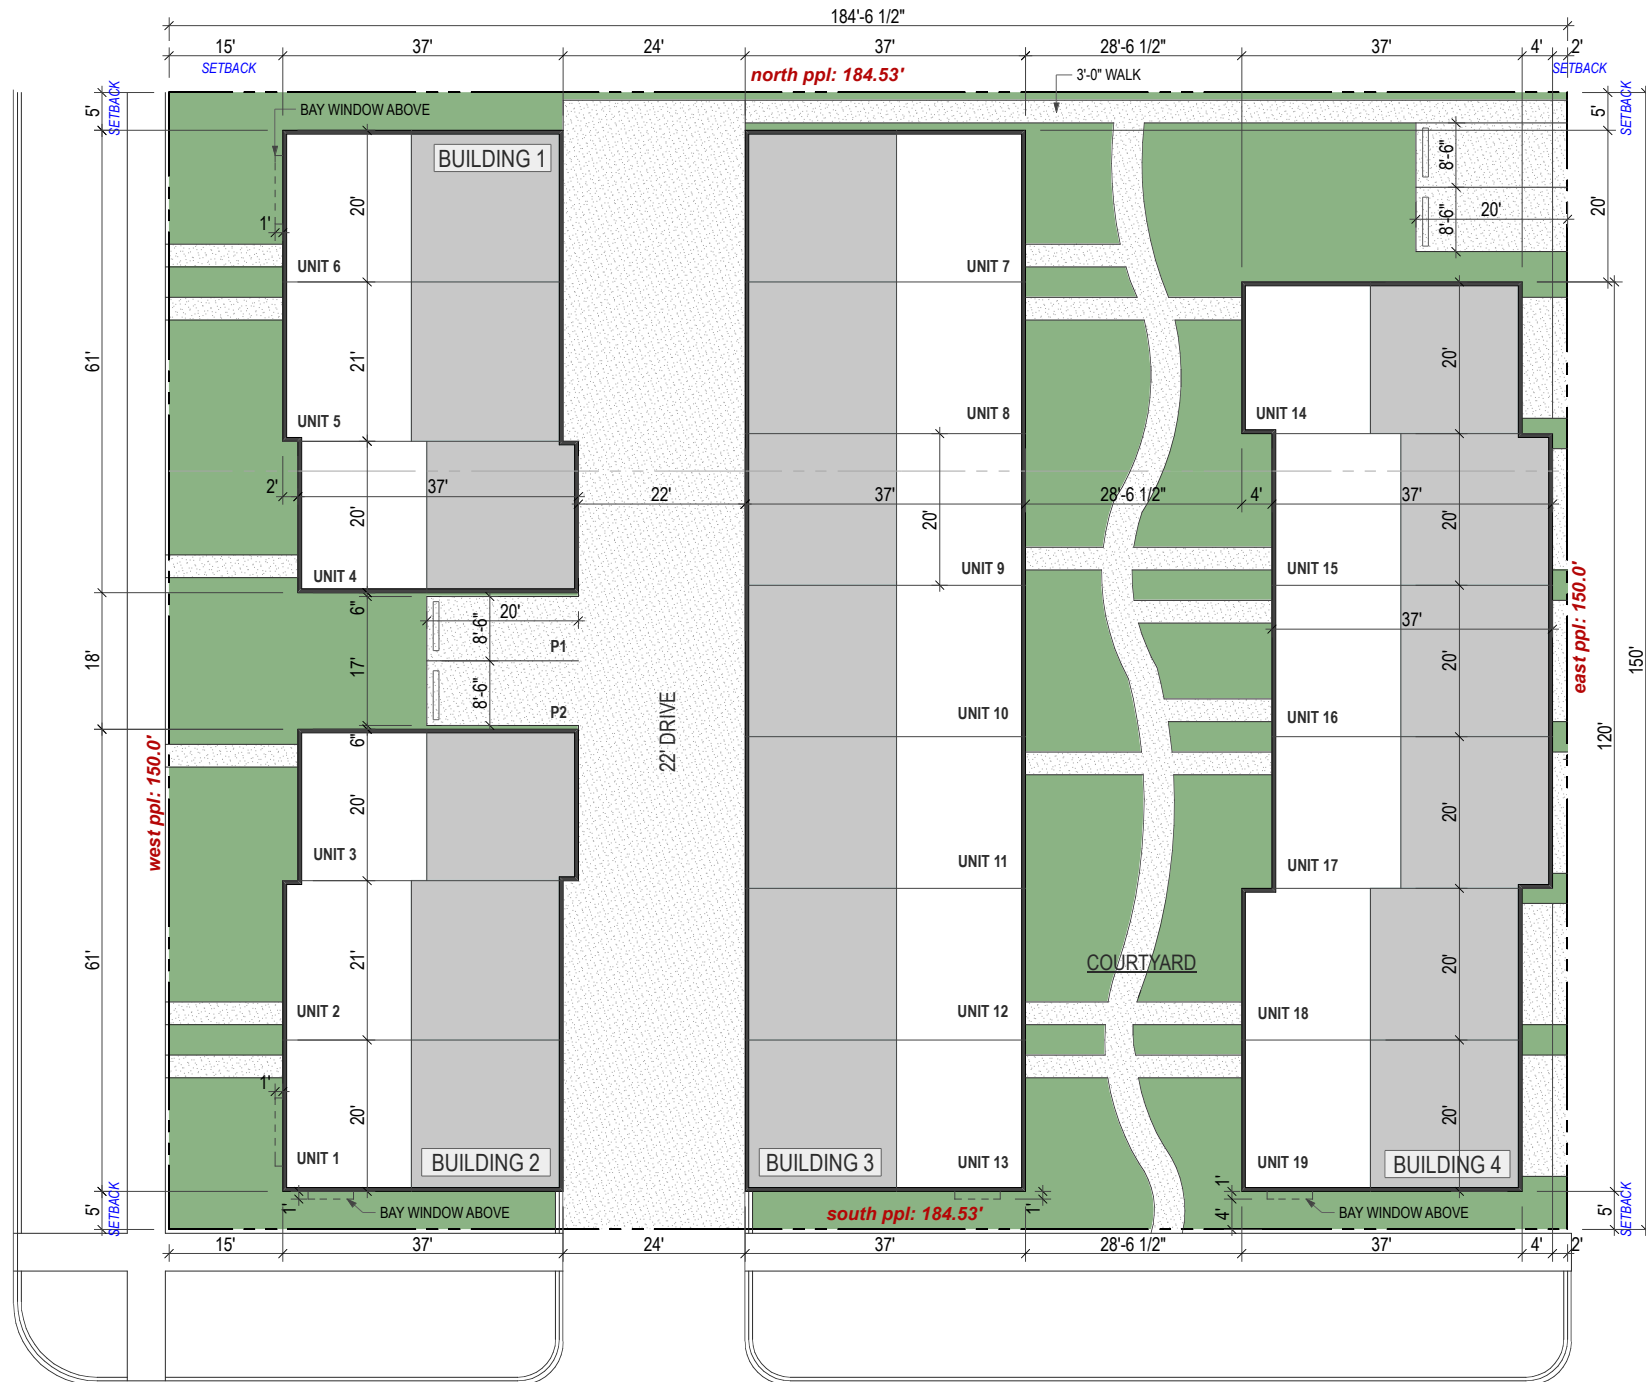 184'-6 1/2"
15'
37'
24'
37'
28'-6 1/2"
37'
4'
2'
SETBACK
north ppl: 184.53'
3'-0" WALK
SETBACK
5'
SETBACK
BAY WINDOW ABOVE
5'
SETBACK
BUILDING 1
8'-6"
20'
1'
8'-6"
20'
20'
UNIT 6
UNIT 7
61'
21'
20'
UNIT 5
UNIT 8
UNIT 14
2'
37'
22'
37'
28'-6 1/2"
4'
37'
20'
20'
20'
UNIT 4
UNIT 9
UNIT 15
east ppl: 150.0'
6"
20'
8'-6"
37'
P1
18'
17'
20'
150'
8'-6"
P2
22' DRIVE
UNIT 10
UNIT 16
120'
6"
west ppl: 150.0'
20'
20'
UNIT 3
UNIT 11
UNIT 17
61'
21'
COURTYARD
20'
UNIT 2
UNIT 12
UNIT 18
1'
20'
20'
UNIT 1
BUILDING 2
BUILDING 3
UNIT 13
UNIT 19
BUILDING 4
5'
SETBACK
1'
BAY WINDOW ABOVE
south ppl: 184.53'
1'
1'
4'
BAY WINDOW ABOVE
5'
SETBACK
15'
37'
24'
37'
28'-6 1/2"
37'
4'
2'